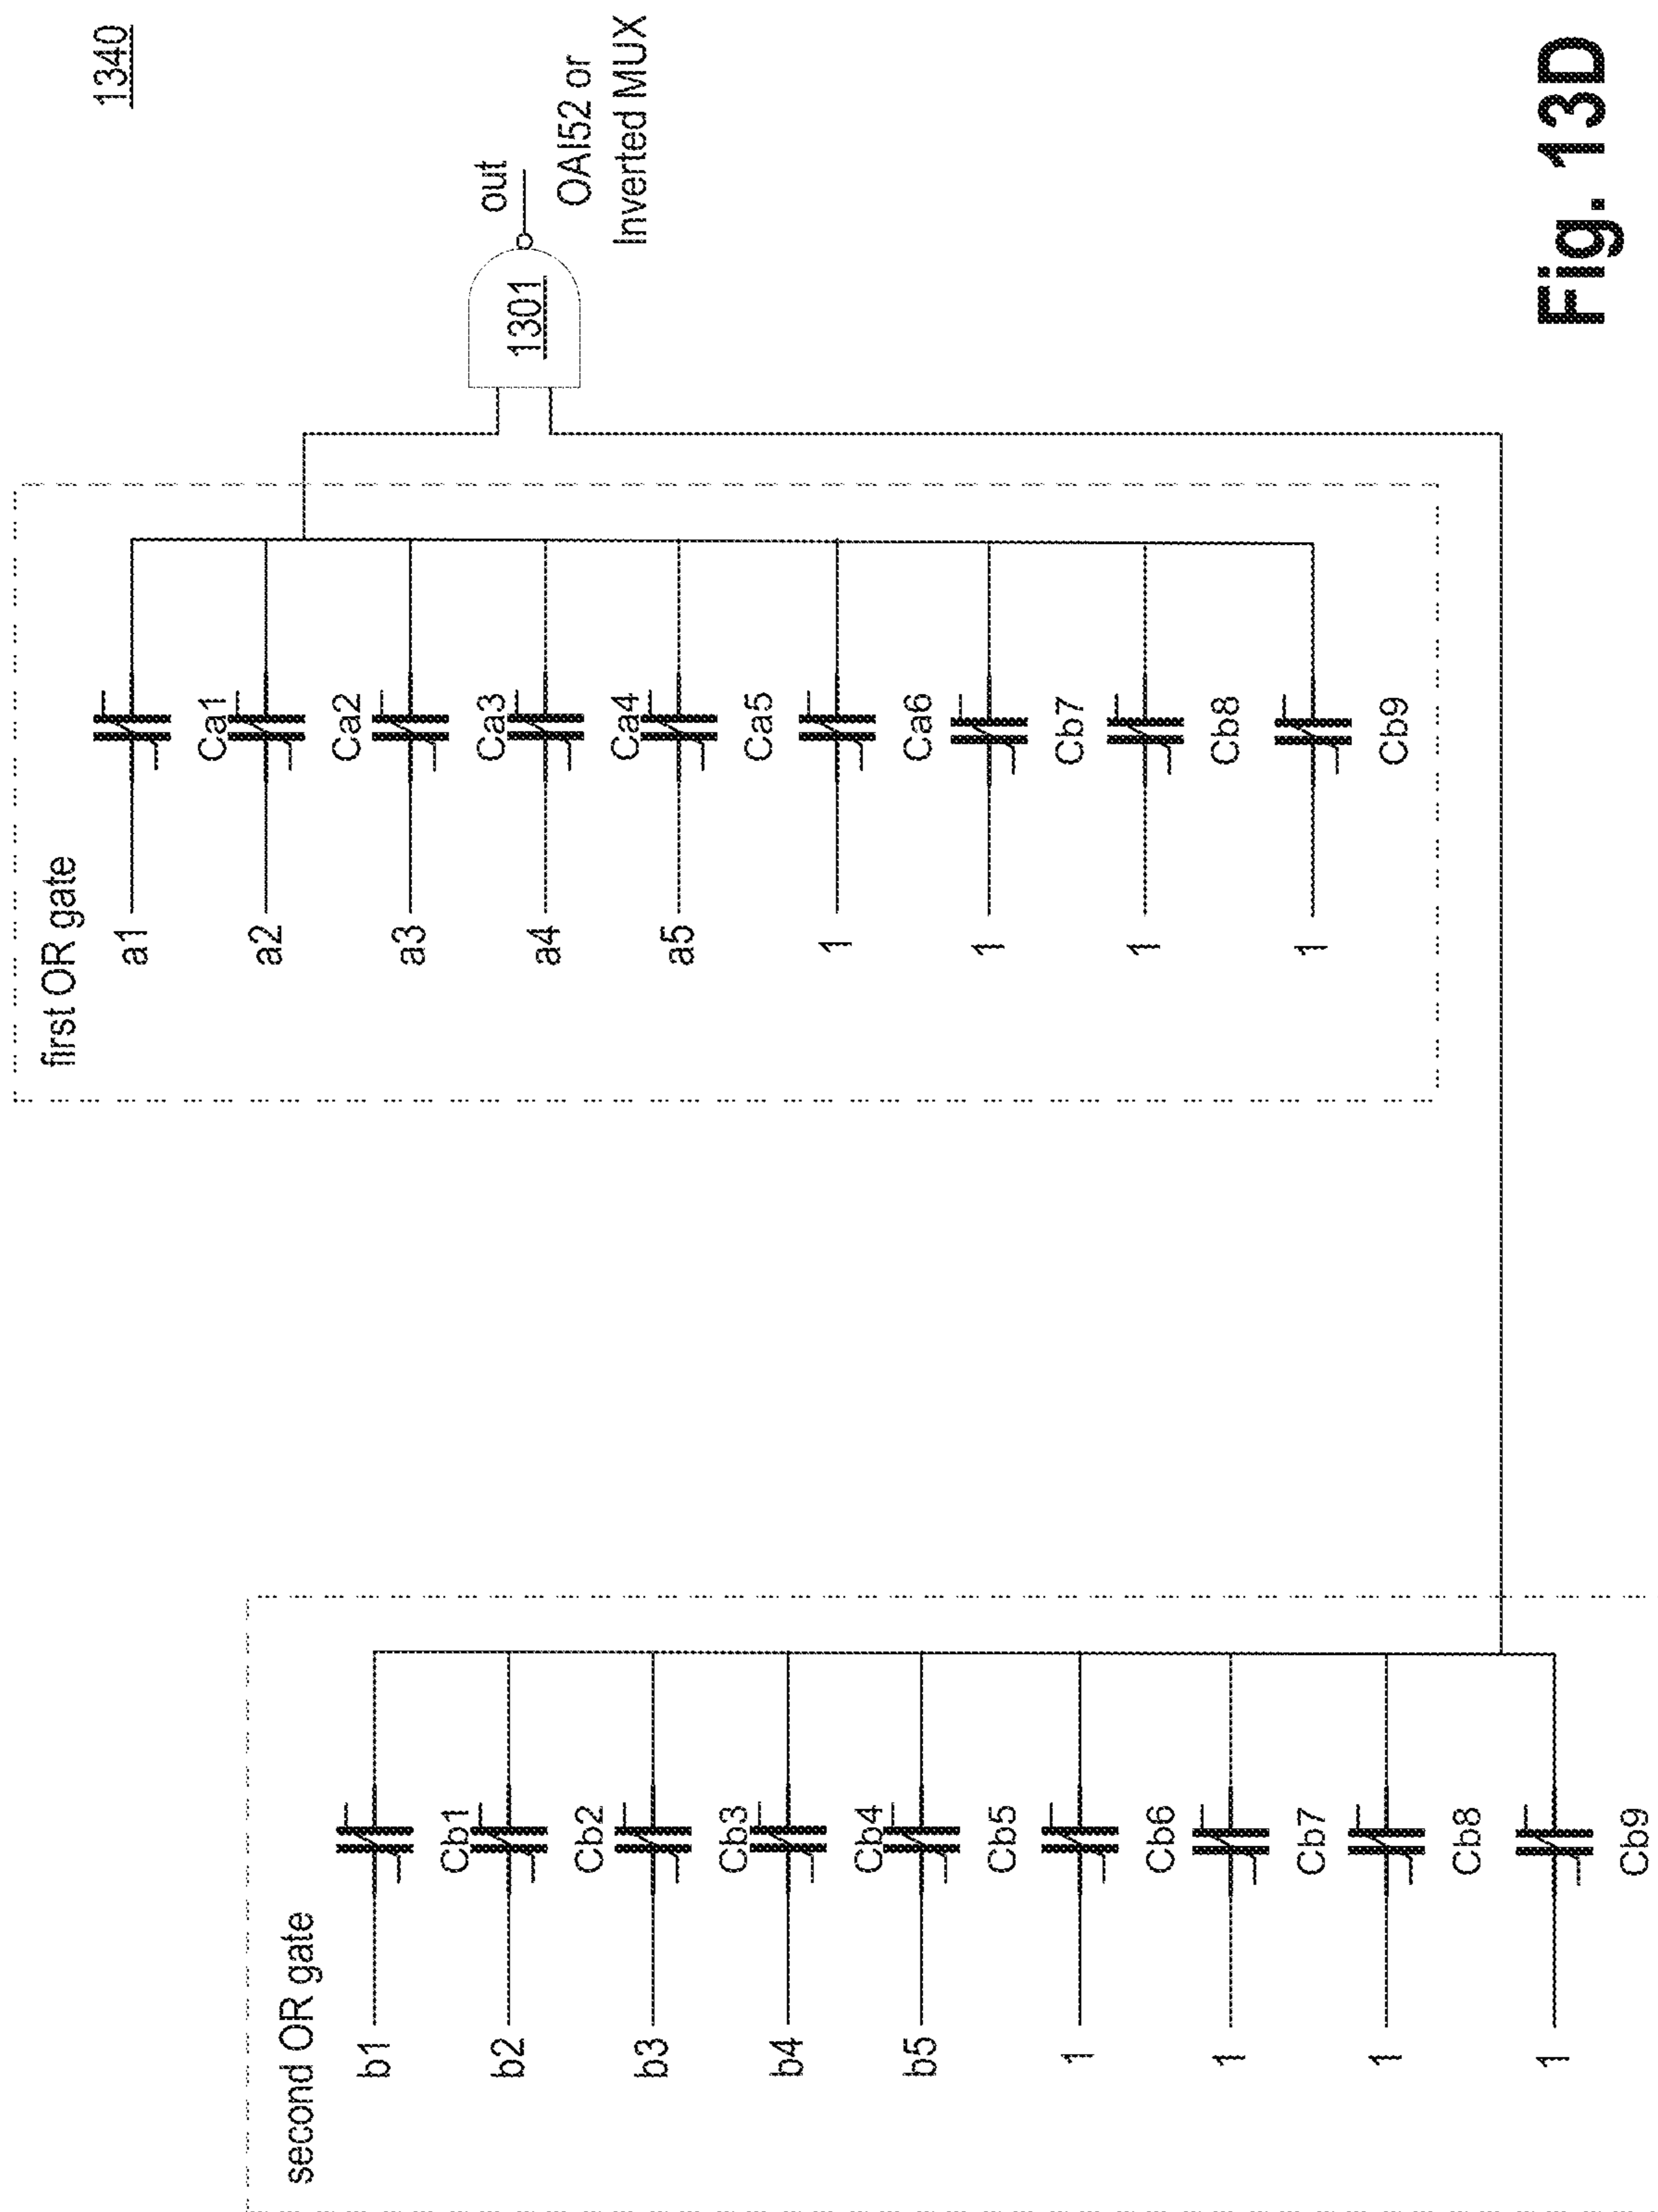 1340
first OR gate
a1
Ca1
a2
Ca2
a3
Ca3
a4
Ca4
a5
Ca5
1
Ca6
1
Cb7
1
Cb8
1
Cb9
1301
out
OAI52 or
Inverted MUX
second OR gate
b1
Cb1
b2
Cb2
b3
Cb3
b4
Cb4
b5
Cb5
1
Cb6
1
Cb7
1
Cb8
1
Cb9
Fig. 13D